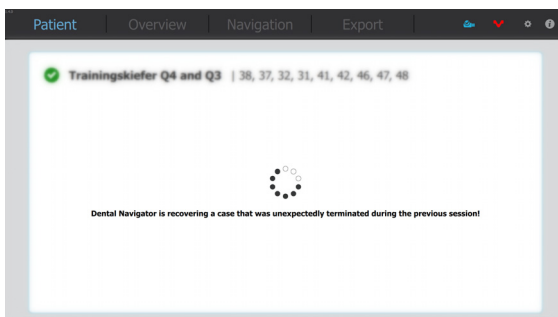 Patient
Overview
Navigation
Export
Trainingskiefer Q4 and Q3 | 38, 37, 32, 31, 41, 42, 46, 47, 48
Dental Navigator is recovering a case that was unexpectedly terminated during the previous session!